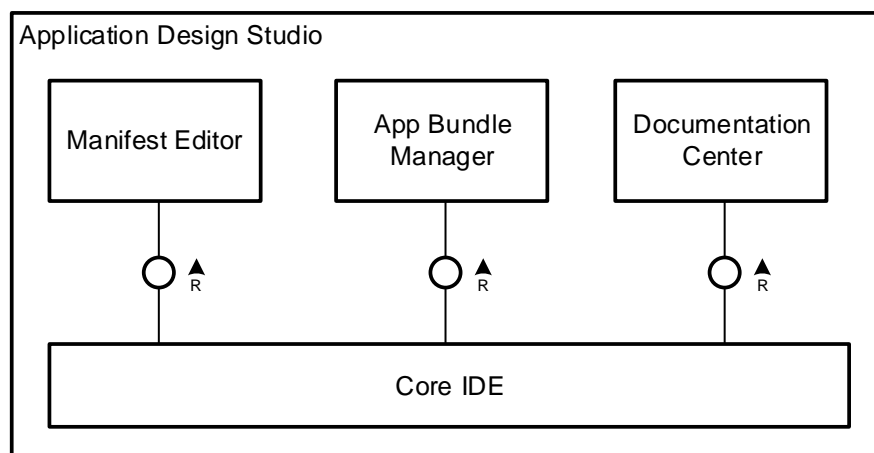 Application Design Studio
Manifest Editor
App Bundle
Manager
Documentation
Center
R
R
R
Core IDE